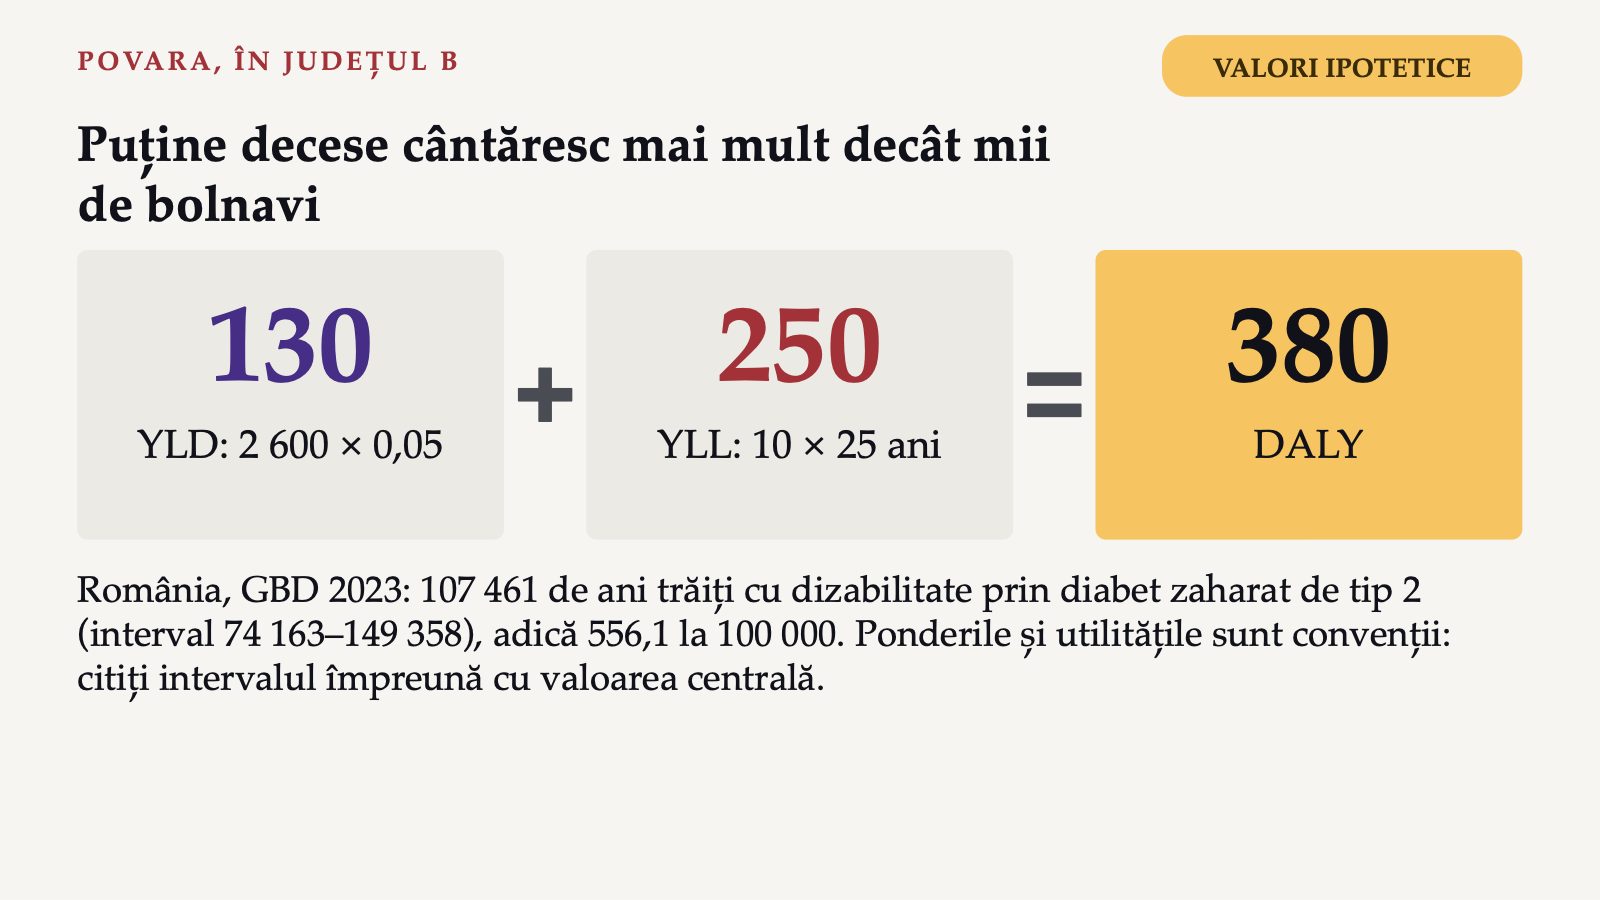 POVARA, ÎN JUDEȚUL B
VALORI IPOTETICE
Puține decese cântăresc mai mult decât mii
de bolnavi
130
YLD: 2 600 × 0,05
+
250
YLL: 10 × 25 ani
=
380
DALY
România, GBD 2023: 107 461 de ani trăiți cu dizabilitate prin diabet zaharat de tip 2
(interval 74 163–149 358), adică 556,1 la 100 000. Ponderile și utilitățile sunt convenții:
citiți intervalul împreună cu valoarea centrală.